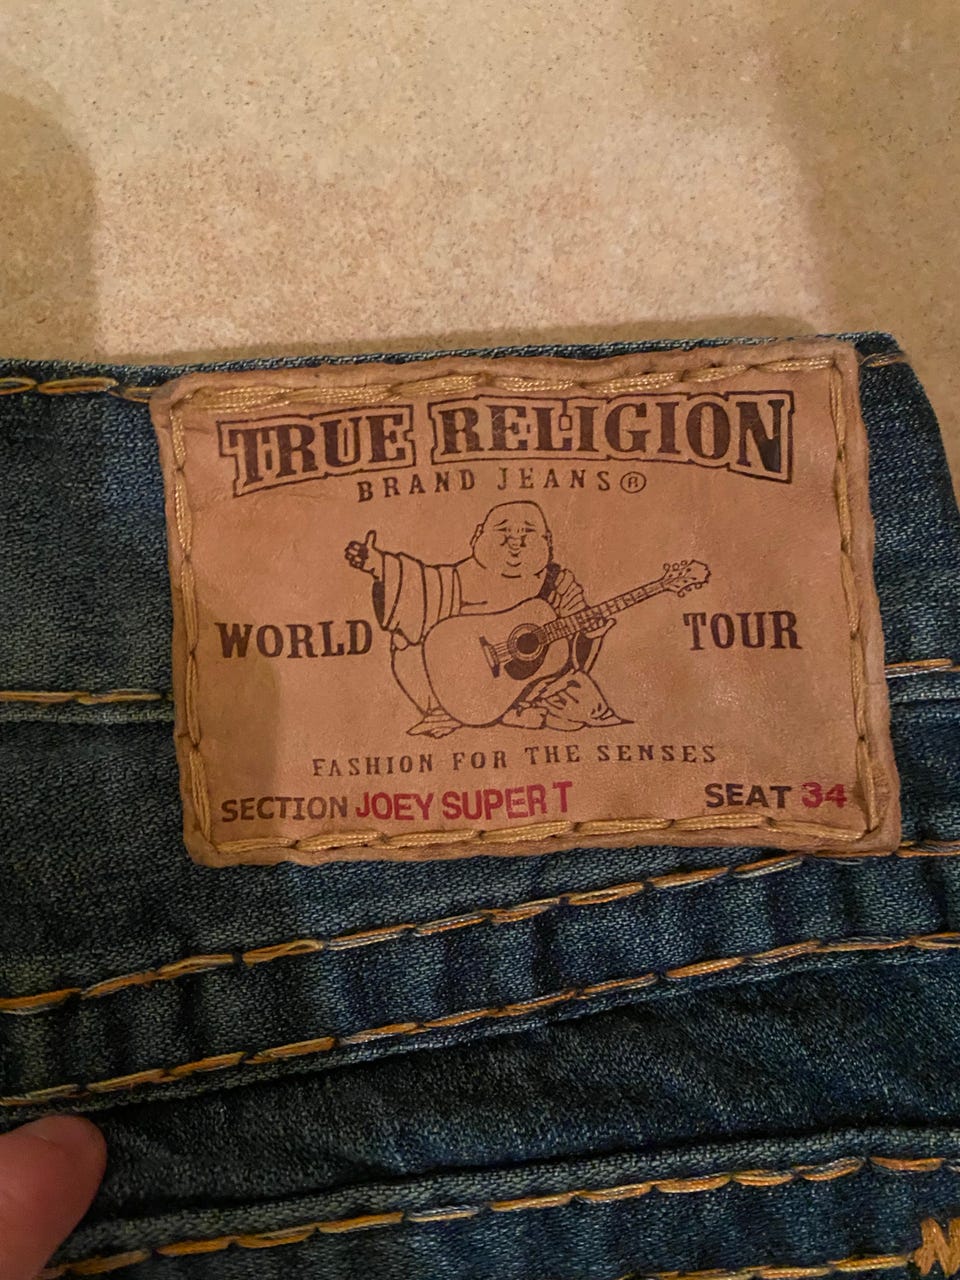 TRUE RELIGION
BRAND JEANS®
WORLD TOUR
FASHION FOR THE SENSES
SECTION JOEY SUPER T SEAT 34